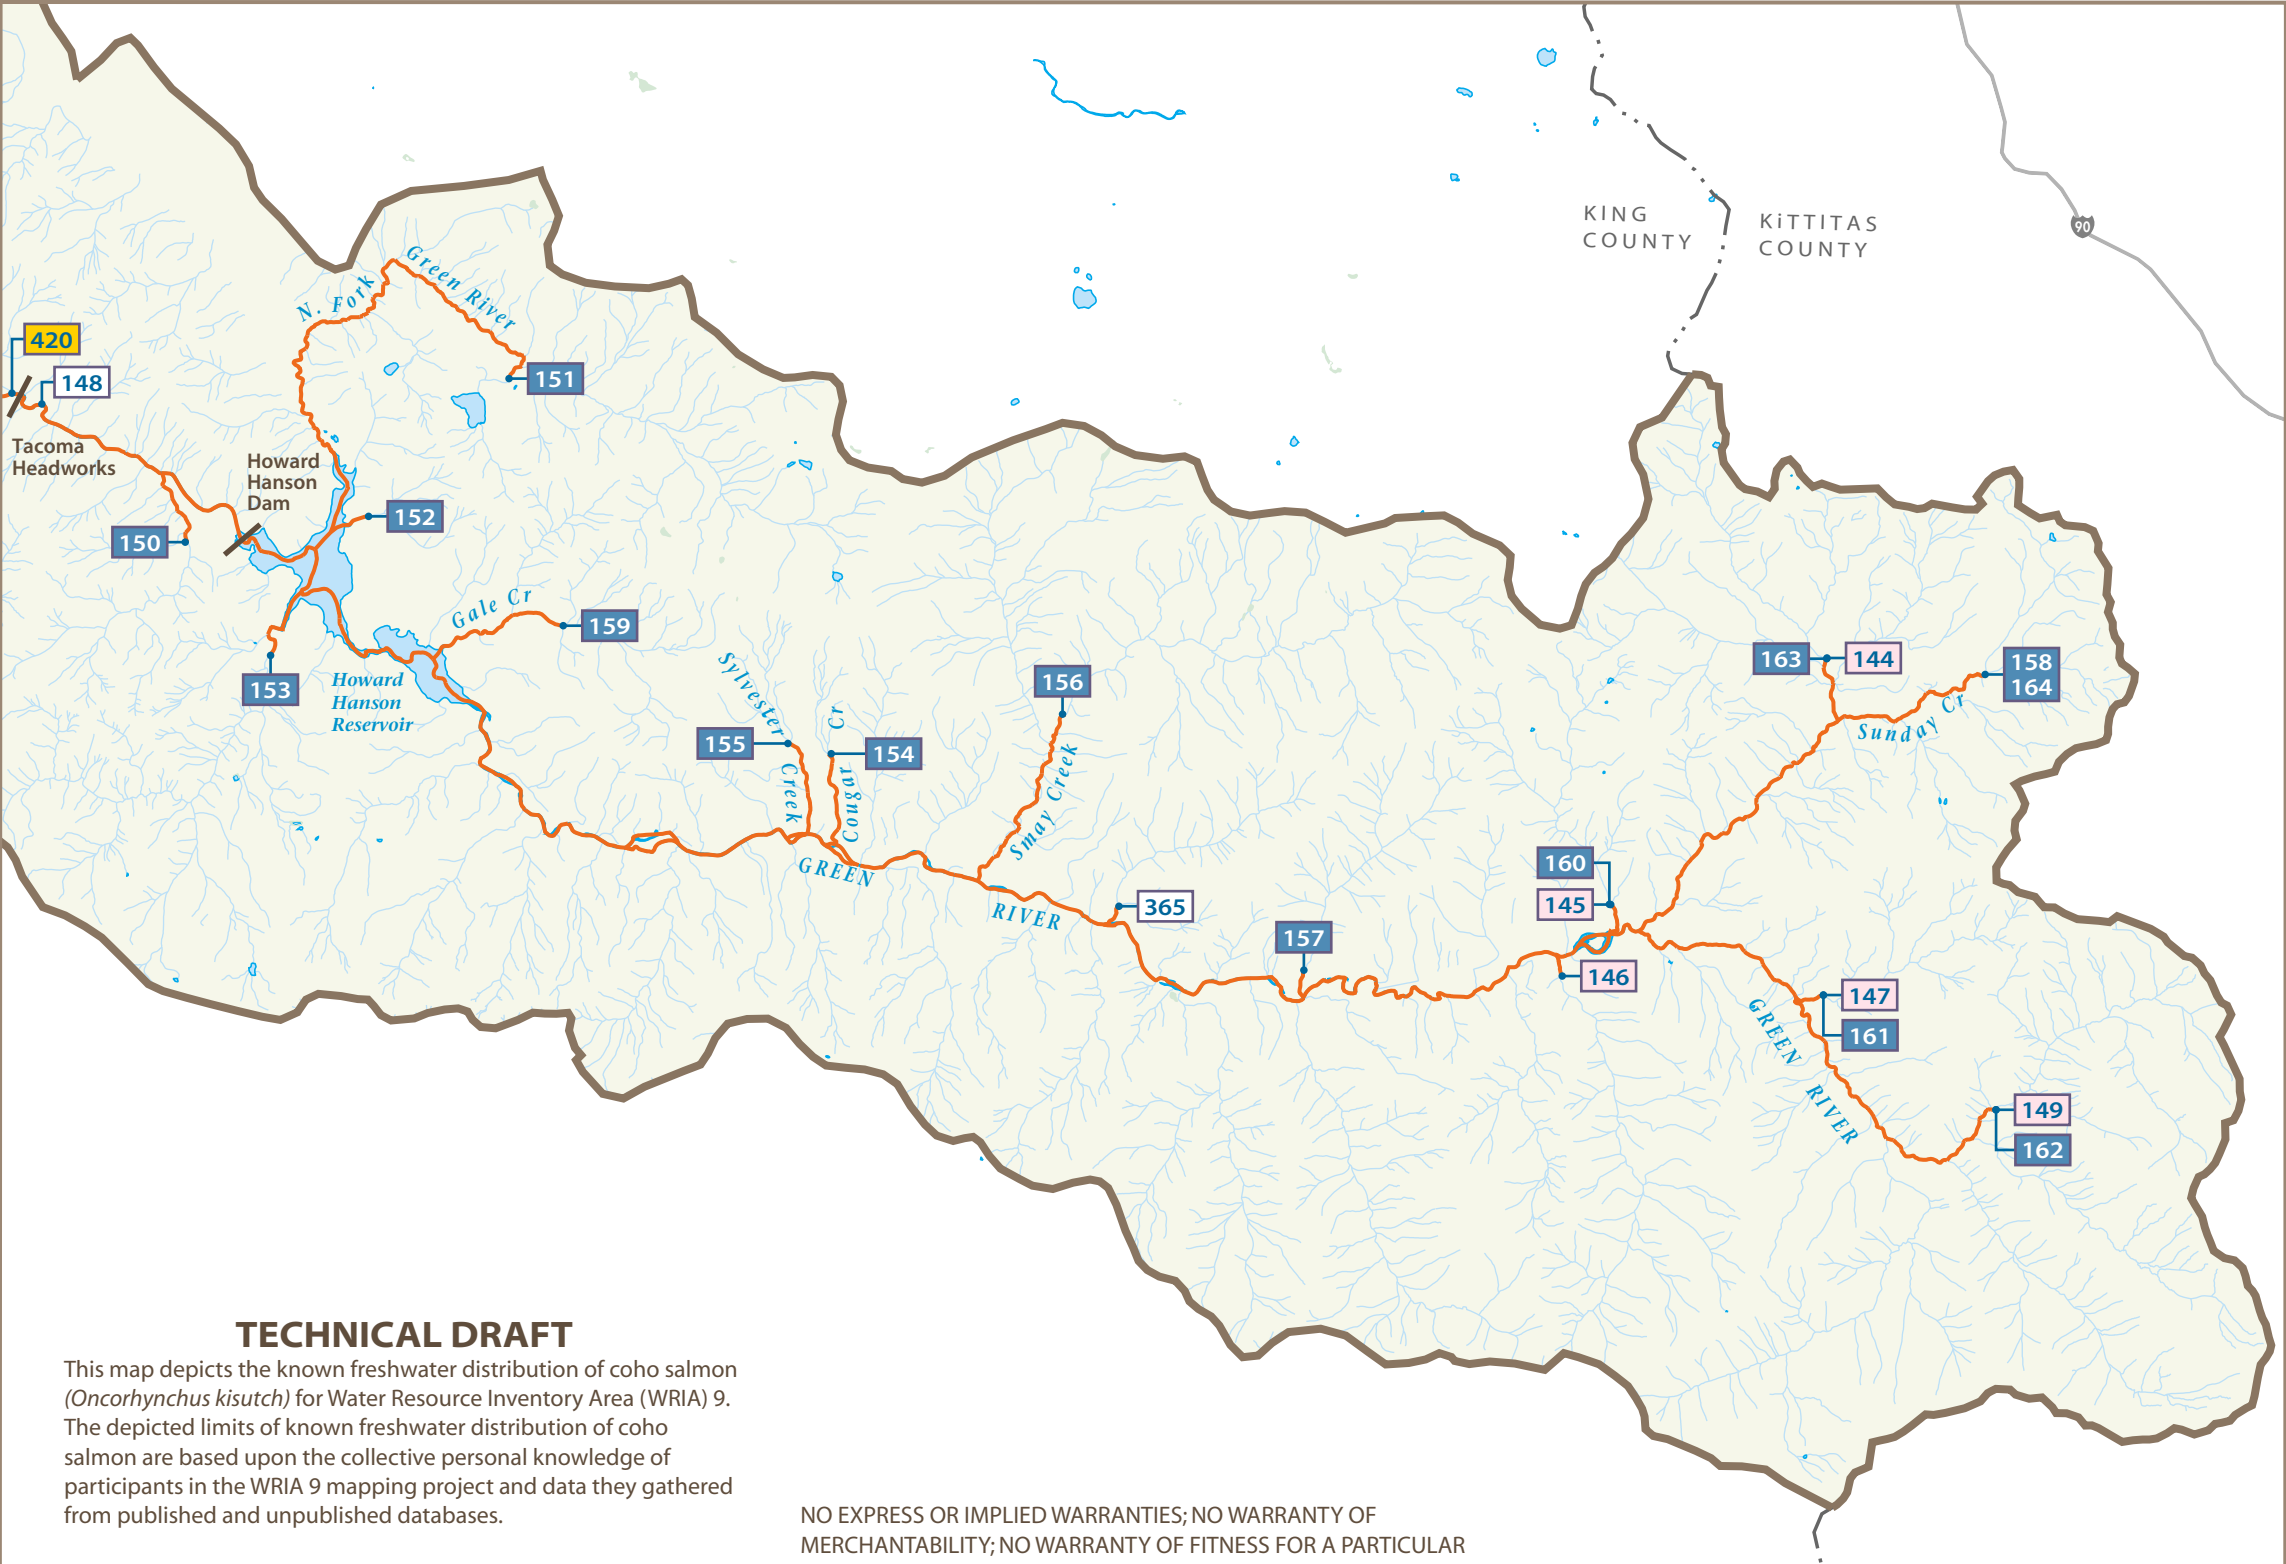 KING
COUNTY
KiTTITAS
COUNTY
90
N. Fork
Green River
420
148
151
Tacoma
Headworks
Howard
Hanson
Dam
152
150
Gale Cr
159
153
Howard
Hanson
Reservoir
Sylvester
Creek
155
Cougar Cr
154
156
Smay Creek
163
144
158
164
Sunday Cr
GREEN
RIVER
365
157
160
145
146
147
161
GREEN RIVER
149
162
TECHNICAL DRAFT
This map depicts the known freshwater distribution of coho salmon
(Oncorhynchus kisutch) for Water Resource Inventory Area (WRIA) 9.
The depicted limits of known freshwater distribution of coho
salmon are based upon the collective personal knowledge of
participants in the WRIA 9 mapping project and data they gathered
from published and unpublished databases.
NO EXPRESS OR IMPLIED WARRANTIES; NO WARRANTY OF
MERCHANTABILITY; NO WARRANTY OF FITNESS FOR A PARTICULAR